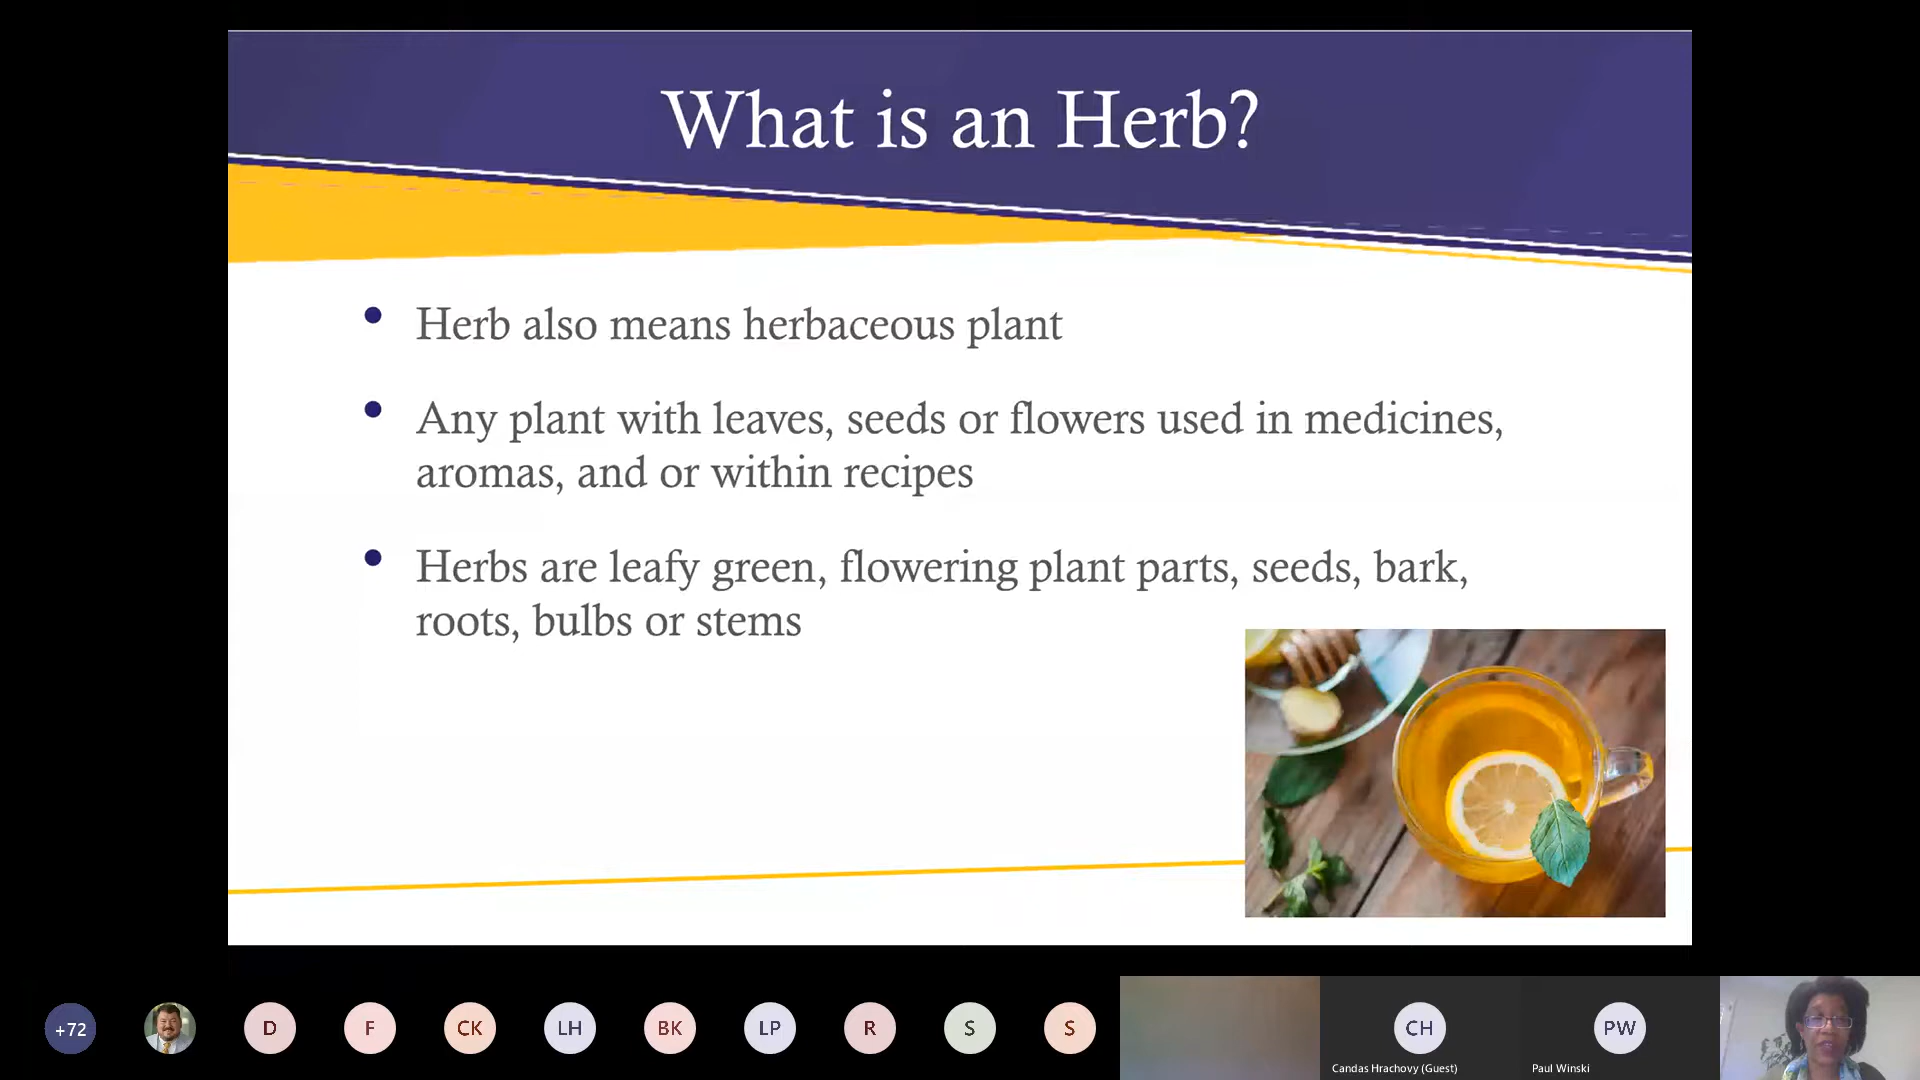 What is an Herb?
Herb also means herbaceous plant
Any plant with leaves, seeds or flowers used in medicines,
aromas, and or within recipes
Herbs are leafy green, flowering plant parts, seeds, bark,
roots, bulbs or stems
+72
D
F
CK
LH
BK
LP
R
S
S
CH
Candas Hrachovy (Guest)
PW
Paul Winski